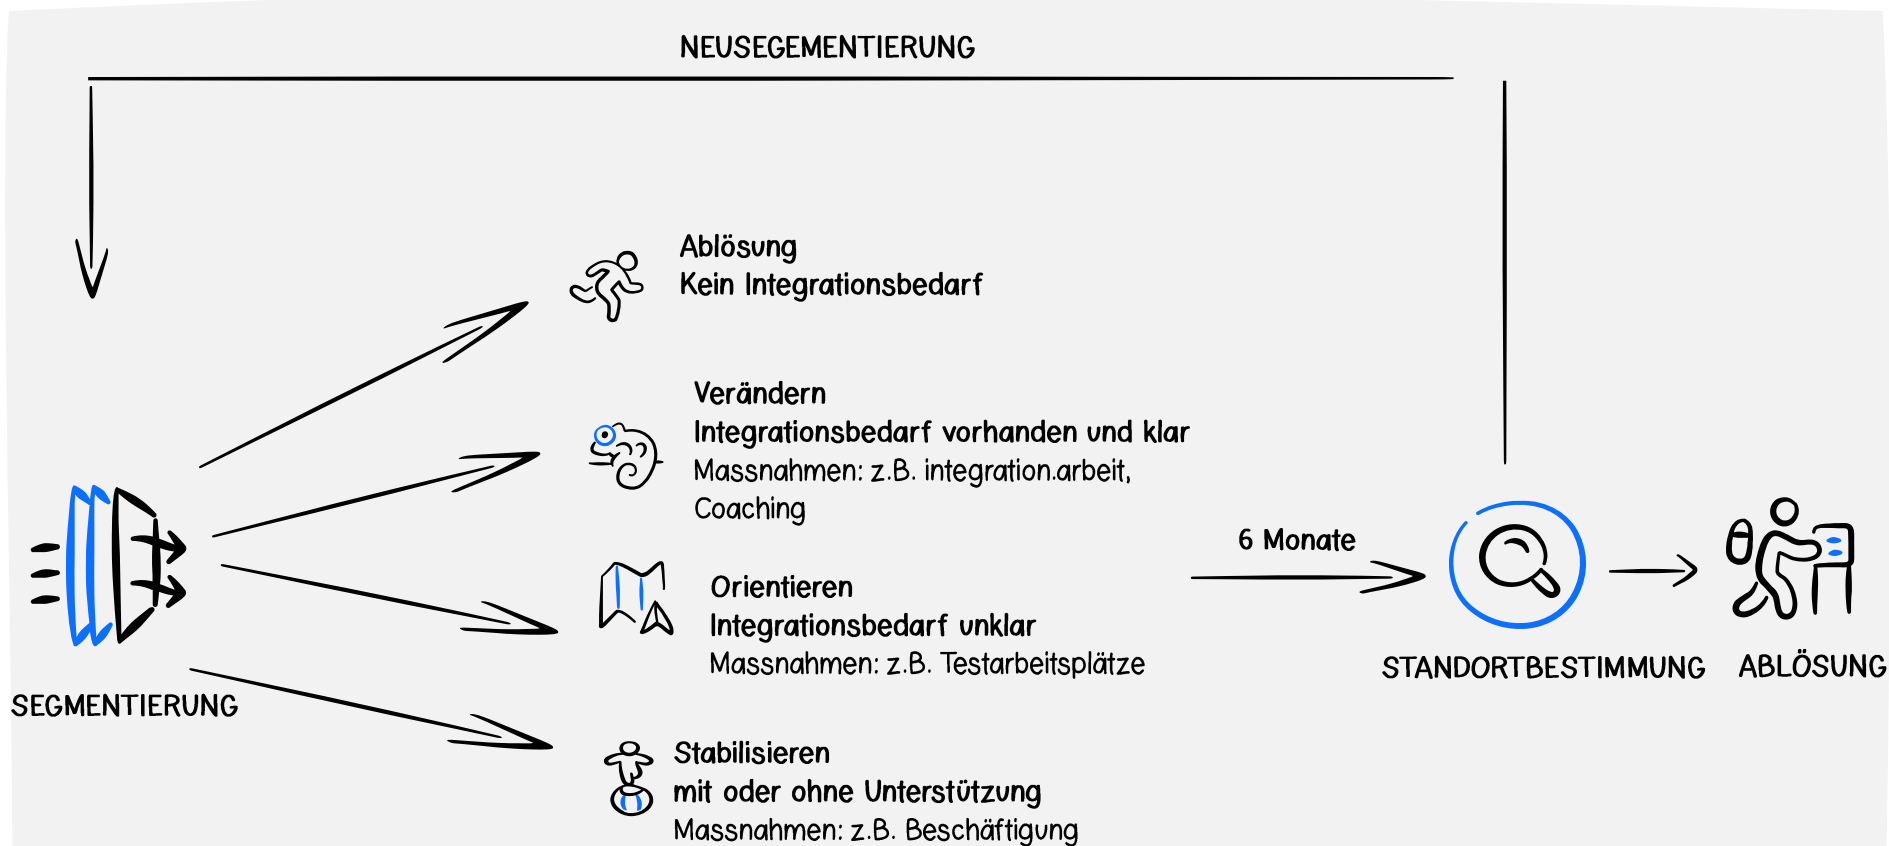 NEUSEGEMENTIERUNG
Ablösung
Kein Integrationsbedarf
Verändern
Integrationsbedarf vorhanden und klar
Massnahmen: z.B. integration.arbeit,
Coaching
Orientieren
Integrationsbedarf unklar
Massnahmen: z.B. Testarbeitsplätze
Stabilisieren
mit oder ohne Unterstützung
Massnahmen: z.B. Beschäftigung
SEGMENTIERUNG
6 Monate
STANDORTBESTIMMUNG
ABLÖSUNG